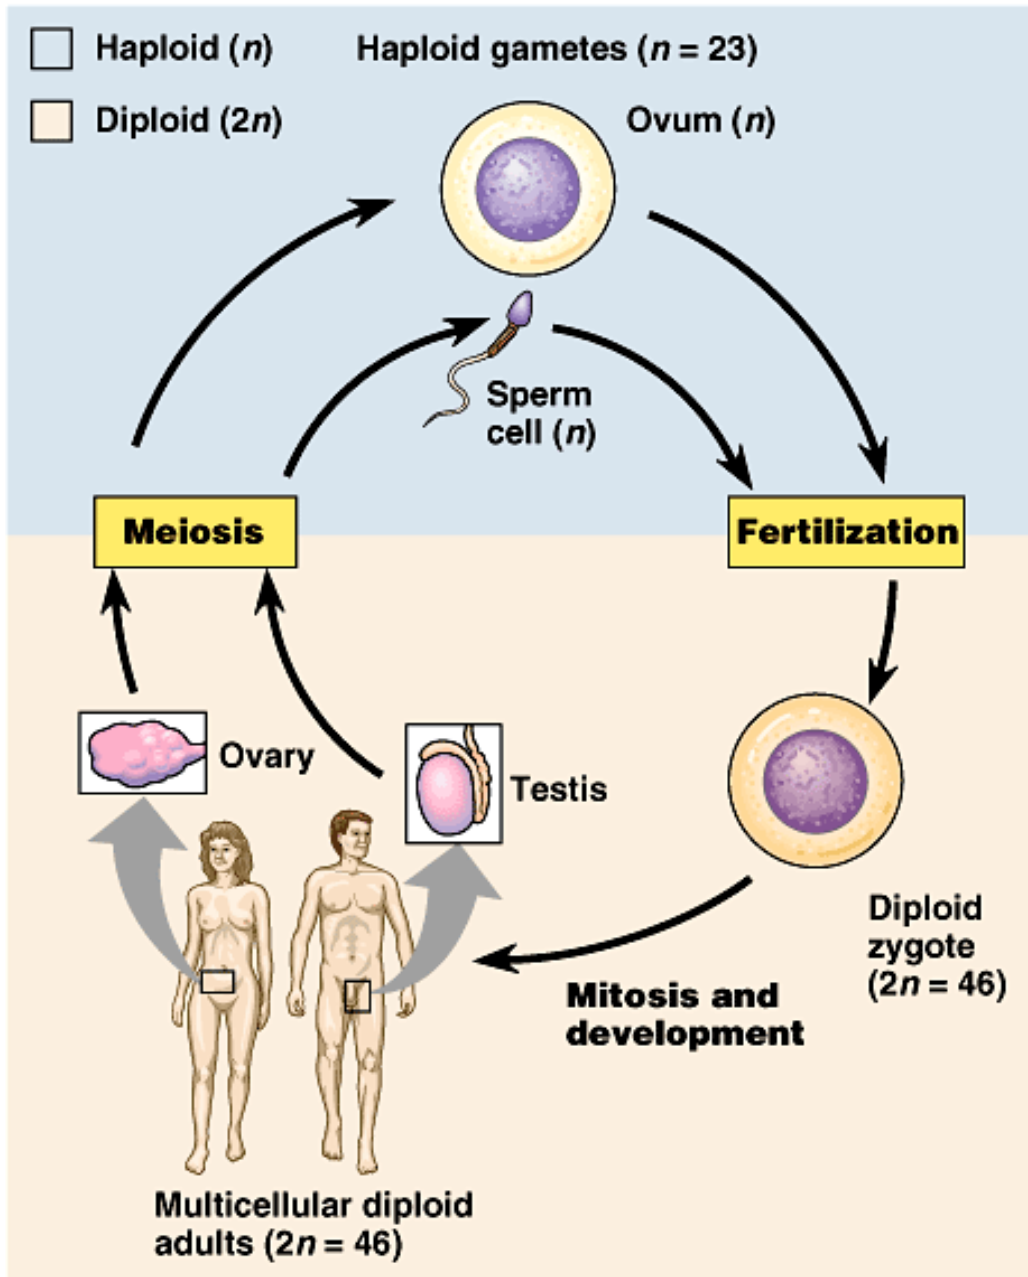 Haploid (n)
Haploid gametes (n = 23)
Diploid (2n)
Ovum (n)
Sperm
cell (n)
Meiosis
Fertilization
Ovary
Testis
Diploid
zygote
(2n = 46)
Mitosis and
development
Multicellular diploid
adults (2n = 46)